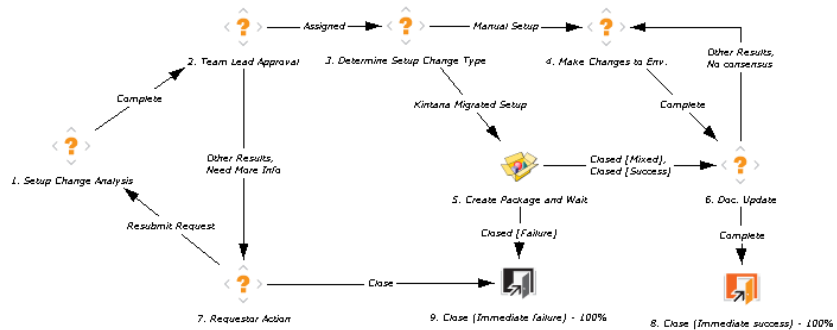 Assigned
Manual Setup
2. Team Lead Approval
3. Determine Setup Change Type
4. Make Changes to Env.
Other Results,
No consensus
Complete
Kintana Migrated Setup
Complete
Other Results,
Need More Info
Closed [Mixed],
Closed [Success]
1. Setup Change Analysis
5. Create Package and Wait
6. Doc. Update
Resubmit Request
Closed [Failure]
Complete
Close
7. Requestor Action
9. Close (Immediate failure) - 100%
8. Close (Immediate success) - 100%